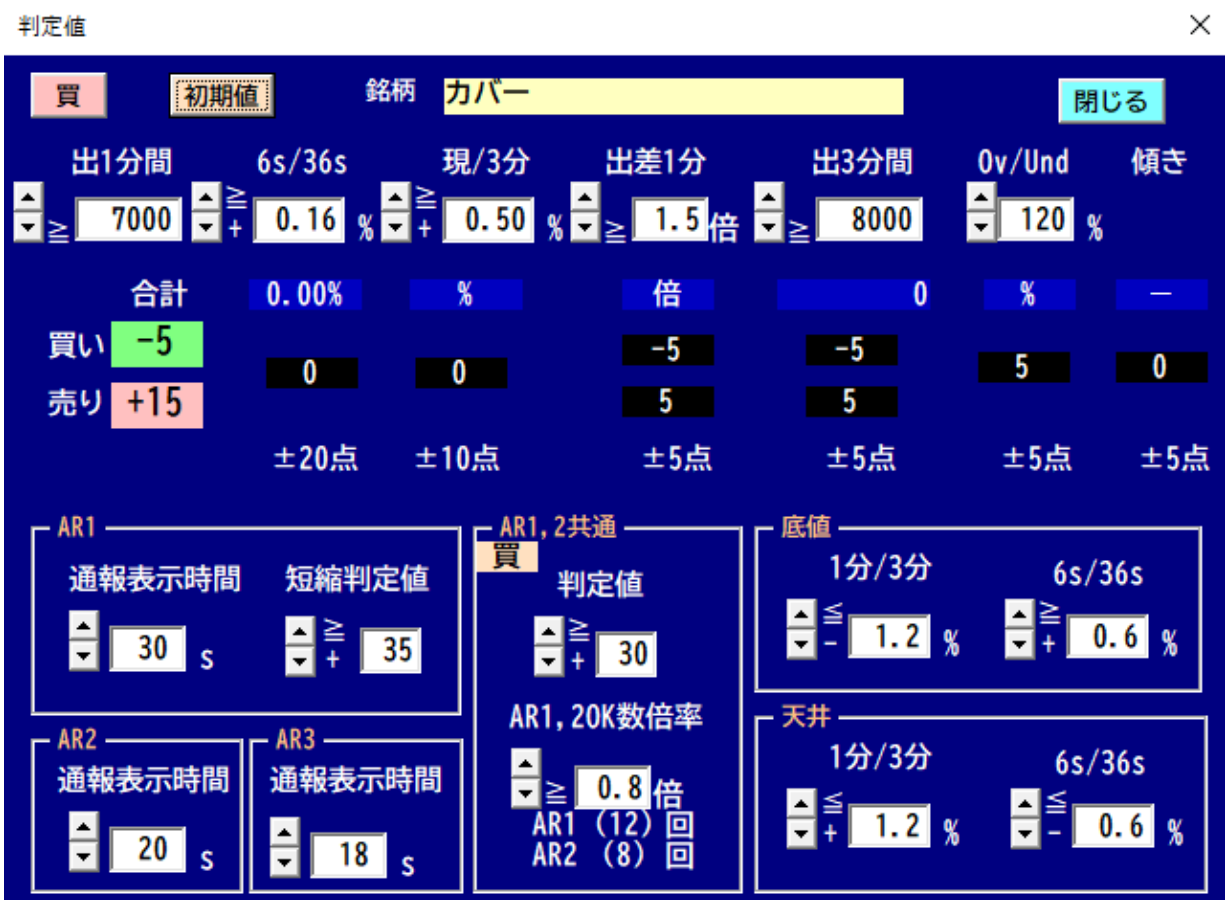 判定値 ×
買 初期値 銘柄 カバー 閉じる
出1分間 6s/36s 現/3分 出差1分 出3分間 Ov/Und 傾き
≧ 7000 ≧+ 0.16 % ≧+ 0.50 % ≧ 1.5 倍 ≧ 8000 120 %
合計 0.00% % 倍 0 % －
買い -5 -5 -5
0 0 5 0
売り +15 5 5
±20点 ±10点 ±5点 ±5点 ±5点 ±5点
AR1
通報表示時間 短縮判定値
30 s ≧+ 35
AR2
通報表示時間
20 s
AR3
通報表示時間
18 s
AR1,2共通
買
判定値
≧+ 30
AR1,2OK数倍率
≧ 0.8 倍
AR1 (12) 回
AR2 (8) 回
底値
1分/3分 6s/36s
≦- 1.2 % ≧+ 0.6 %
天井
1分/3分 6s/36s
≧+ 1.2 % ≦- 0.6 %